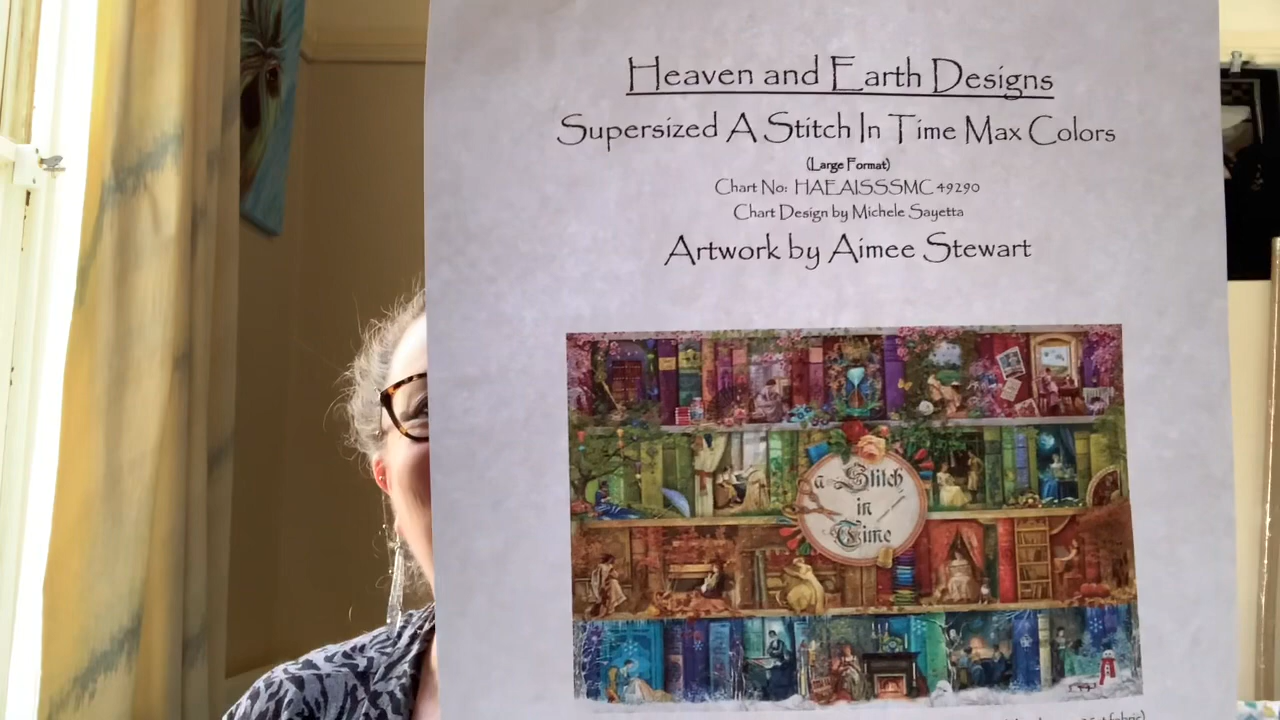 Heaven and Earth Designs
Supersized A Stitch In Time Max Colors
(Large Format)
Chart No: HAEAISSSMC 49290
Chart Design by Michele Sayetta
Artwork by Aimee Stewart
a Stitch
in
Time
fabric)